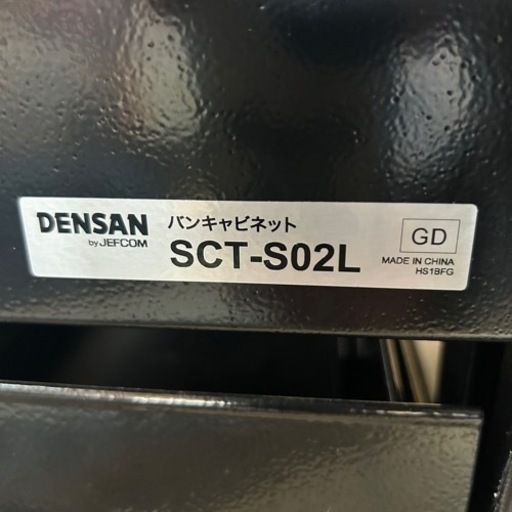 DENSAN
by JEFCOM
バンキャビネット
SCT-S02L
GD
MADE IN CHINA
HS1BFG